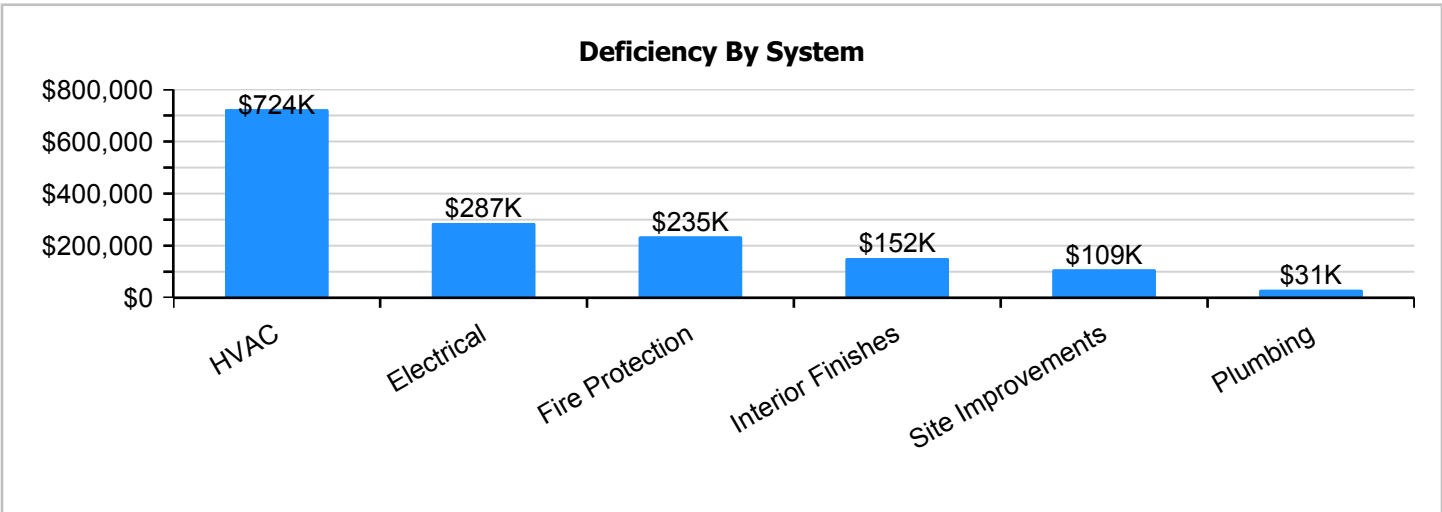 Deficiency By System
$800,000
$600,000
$400,000
$200,000
$0
$724K
$287K
$235K
$152K
$109K
$31K
HVAC
Electrical
Fire Protection
Interior Finishes
Site Improvements
Plumbing